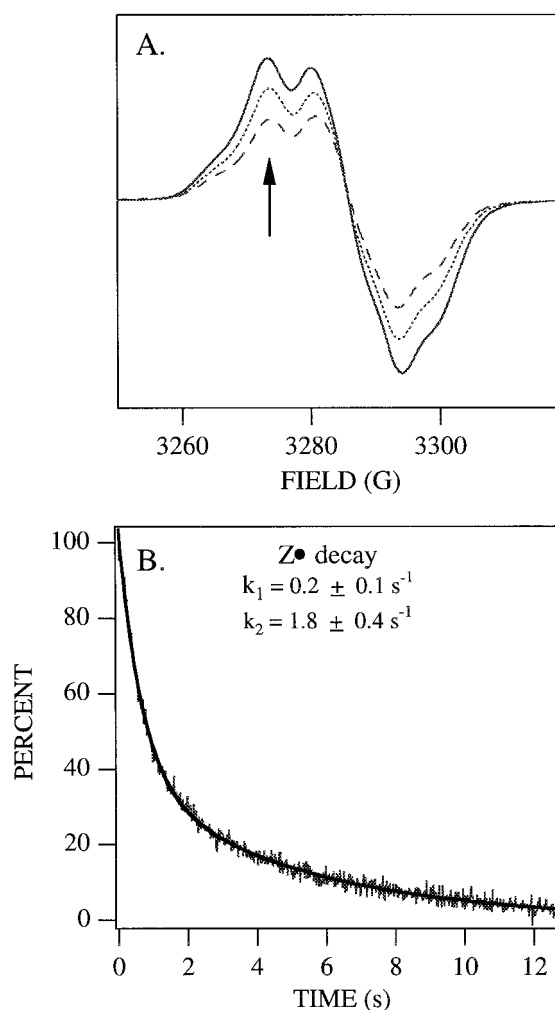 A.
3260 3280 3300
FIELD (G)
B.
Z● decay
k₁ = 0.2 ± 0.1 s⁻¹
k₂ = 1.8 ± 0.4 s⁻¹
100
80
60
40
20
0
PERCENT
0 2 4 6 8 10 12
TIME (s)